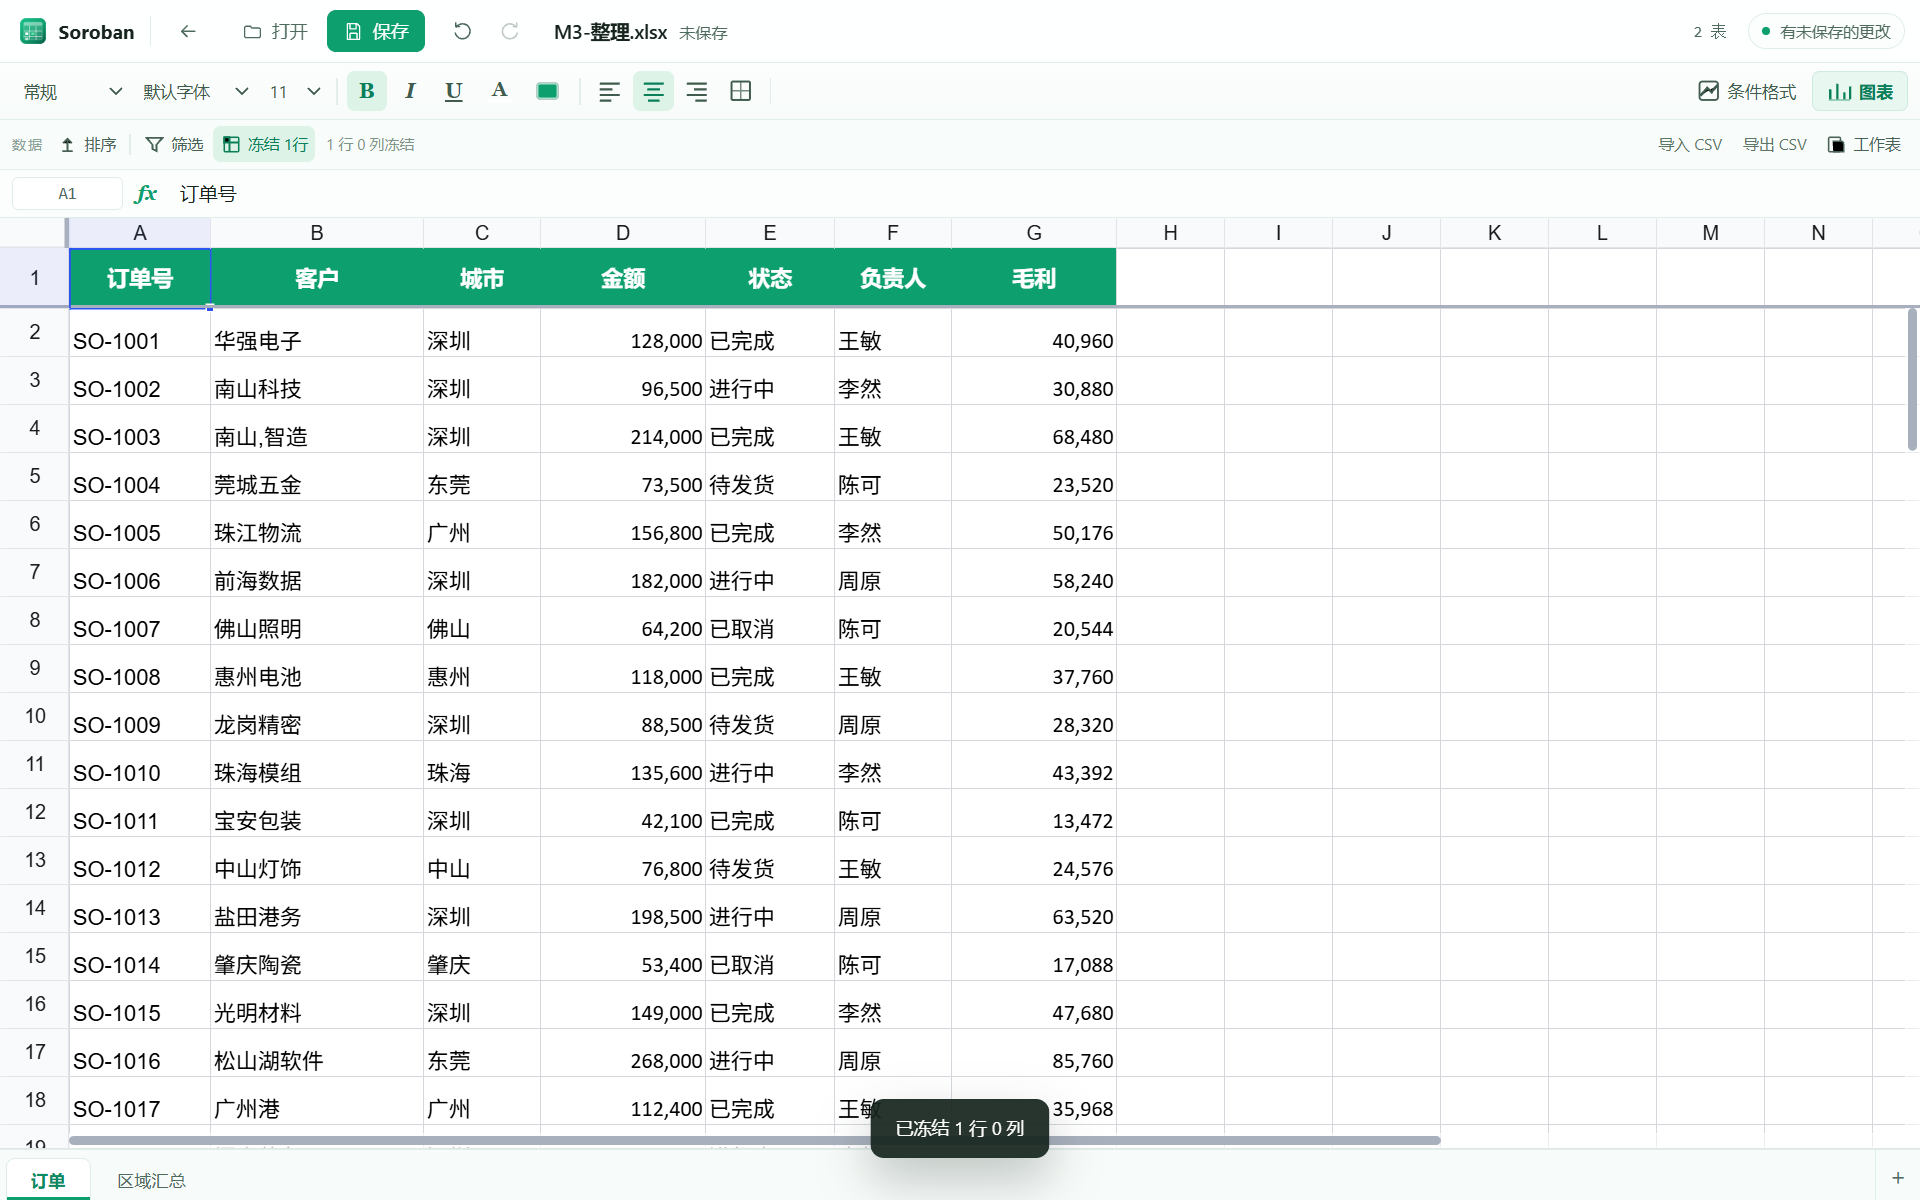 Soroban
打开
保存
M3-整理.xlsx 未保存
2 表
有未保存的更改
常规
默认字体
11
B I U A
条件格式
图表
数据
排序
筛选
冻结 1行
1 行 0 列冻结
导入 CSV
导出 CSV
工作表
A1 fx 订单号
A B C D E F G H I J K L M N
1 订单号 客户 城市 金额 状态 负责人 毛利
2 SO-1001 华强电子 深圳 128,000 已完成 王敏 40,960
3 SO-1002 南山科技 深圳 96,500 进行中 李然 30,880
4 SO-1003 南山,智造 深圳 214,000 已完成 王敏 68,480
5 SO-1004 莞城五金 东莞 73,500 待发货 陈可 23,520
6 SO-1005 珠江物流 广州 156,800 已完成 李然 50,176
7 SO-1006 前海数据 深圳 182,000 进行中 周原 58,240
8 SO-1007 佛山照明 佛山 64,200 已取消 陈可 20,544
9 SO-1008 惠州电池 惠州 118,000 已完成 王敏 37,760
10 SO-1009 龙岗精密 深圳 88,500 待发货 周原 28,320
11 SO-1010 珠海模组 珠海 135,600 进行中 李然 43,392
12 SO-1011 宝安包装 深圳 42,100 已完成 陈可 13,472
13 SO-1012 中山灯饰 中山 76,800 待发货 王敏 24,576
14 SO-1013 盐田港务 深圳 198,500 进行中 周原 63,520
15 SO-1014 肇庆陶瓷 肇庆 53,400 已取消 陈可 17,088
16 SO-1015 光明材料 深圳 149,000 已完成 李然 47,680
17 SO-1016 松山湖软件 东莞 268,000 进行中 周原 85,760
18 SO-1017 广州港 广州 112,400 已完成 王敏 35,968
19
已冻结 1 行 0 列
订单
区域汇总